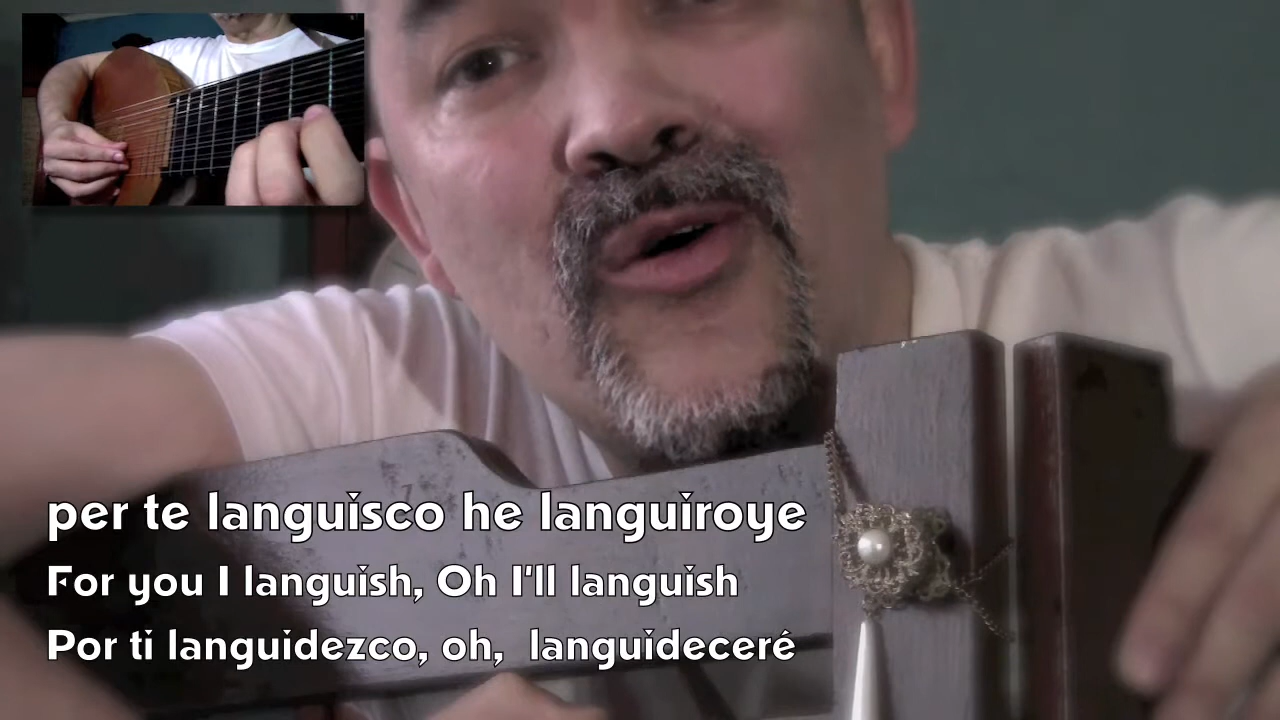 per te languisco he languiroye
For you I languish, Oh I'll languish
Por ti languidezco, oh, languideceré